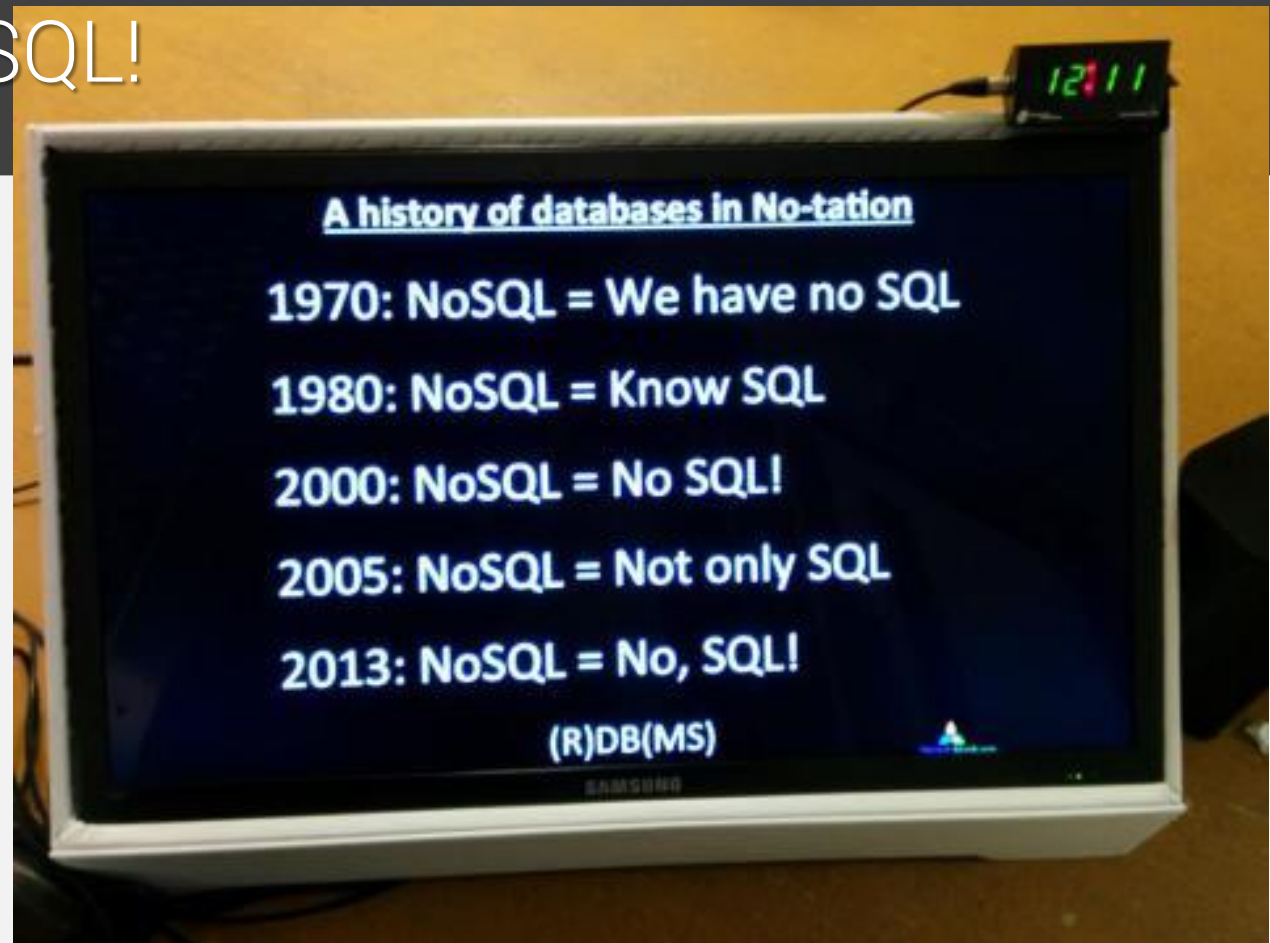 SQL!
12:11
A history of databases in No-tation
1970: NoSQL = We have no SQL
1980: NoSQL = Know SQL
2000: NoSQL = No SQL!
2005: NoSQL = Not only SQL
2013: NoSQL = No, SQL!
(R)DB(MS)
SAMSUNG